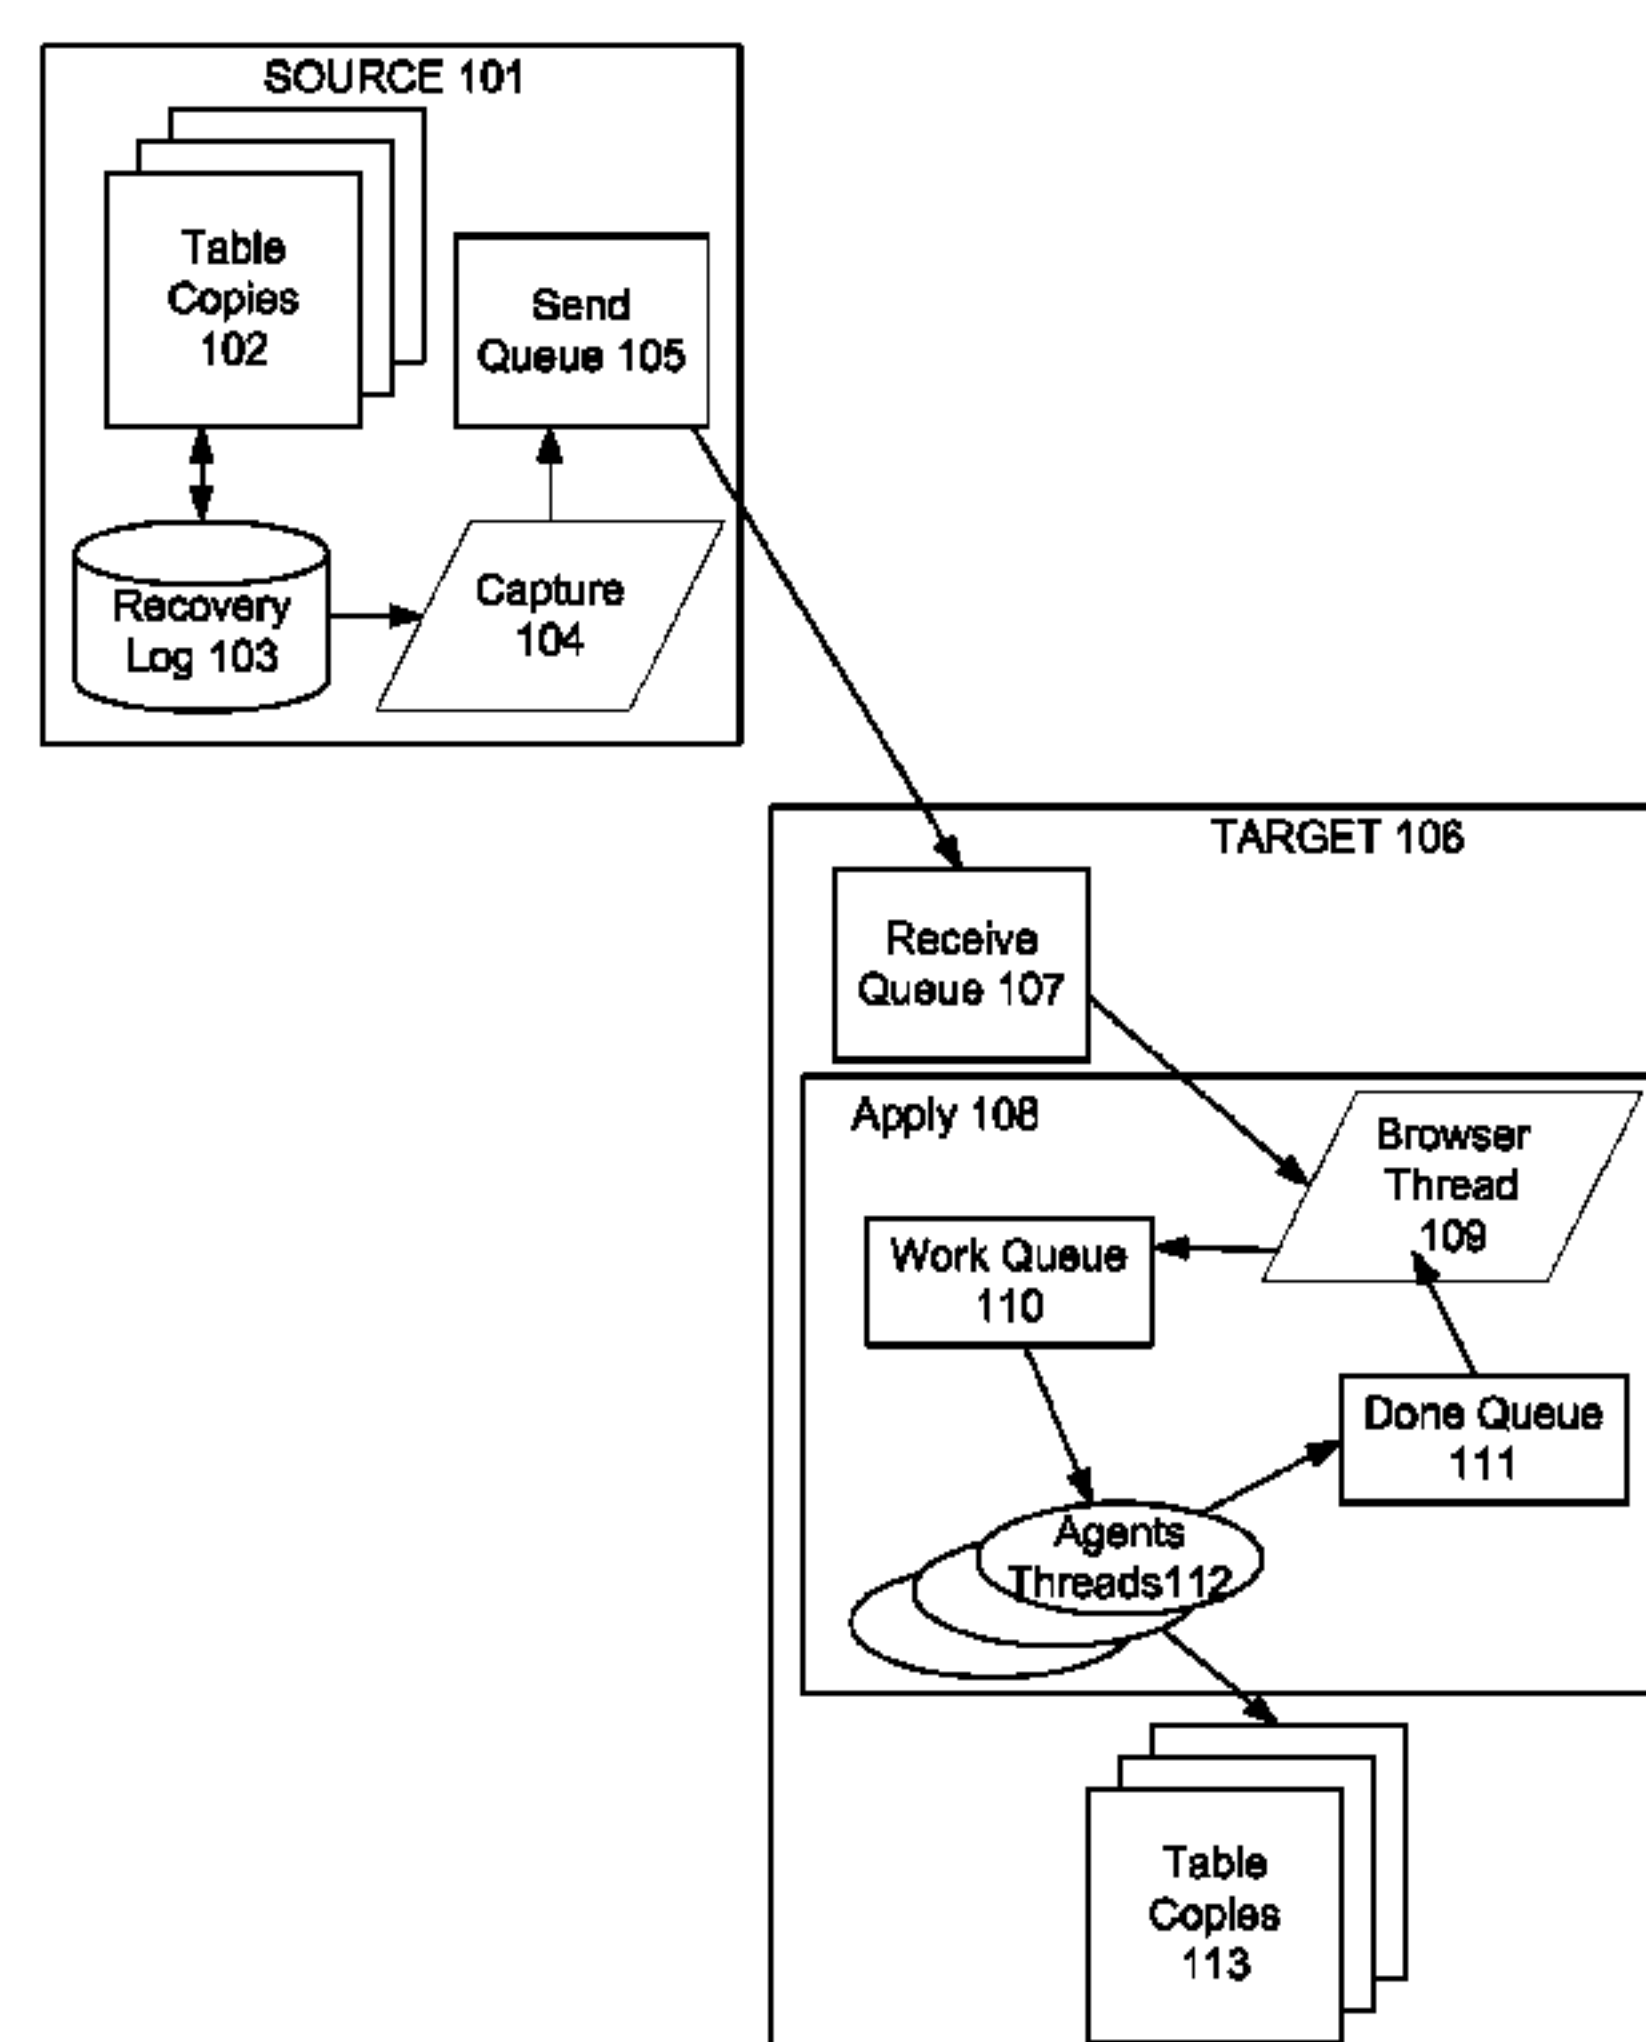 SOURCE 101
Table
Copies
102
Send
Queue 105
Recovery
Log 103
Capture
104
TARGET 106
Receive
Queue 107
Apply 108
Browser
Thread
109
Work Queue
110
Done Queue
111
Agents
Threads112
Table
Copies
113